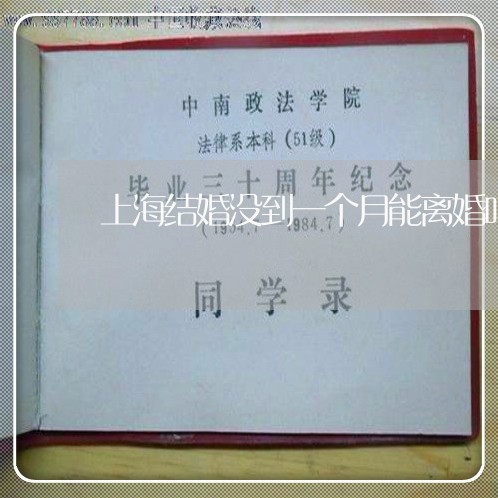 中南政法学院
法律系本科(51级)
毕业三十周年纪念
上海结婚没到一个月能离婚
(1954.7—1984.7)
同学录